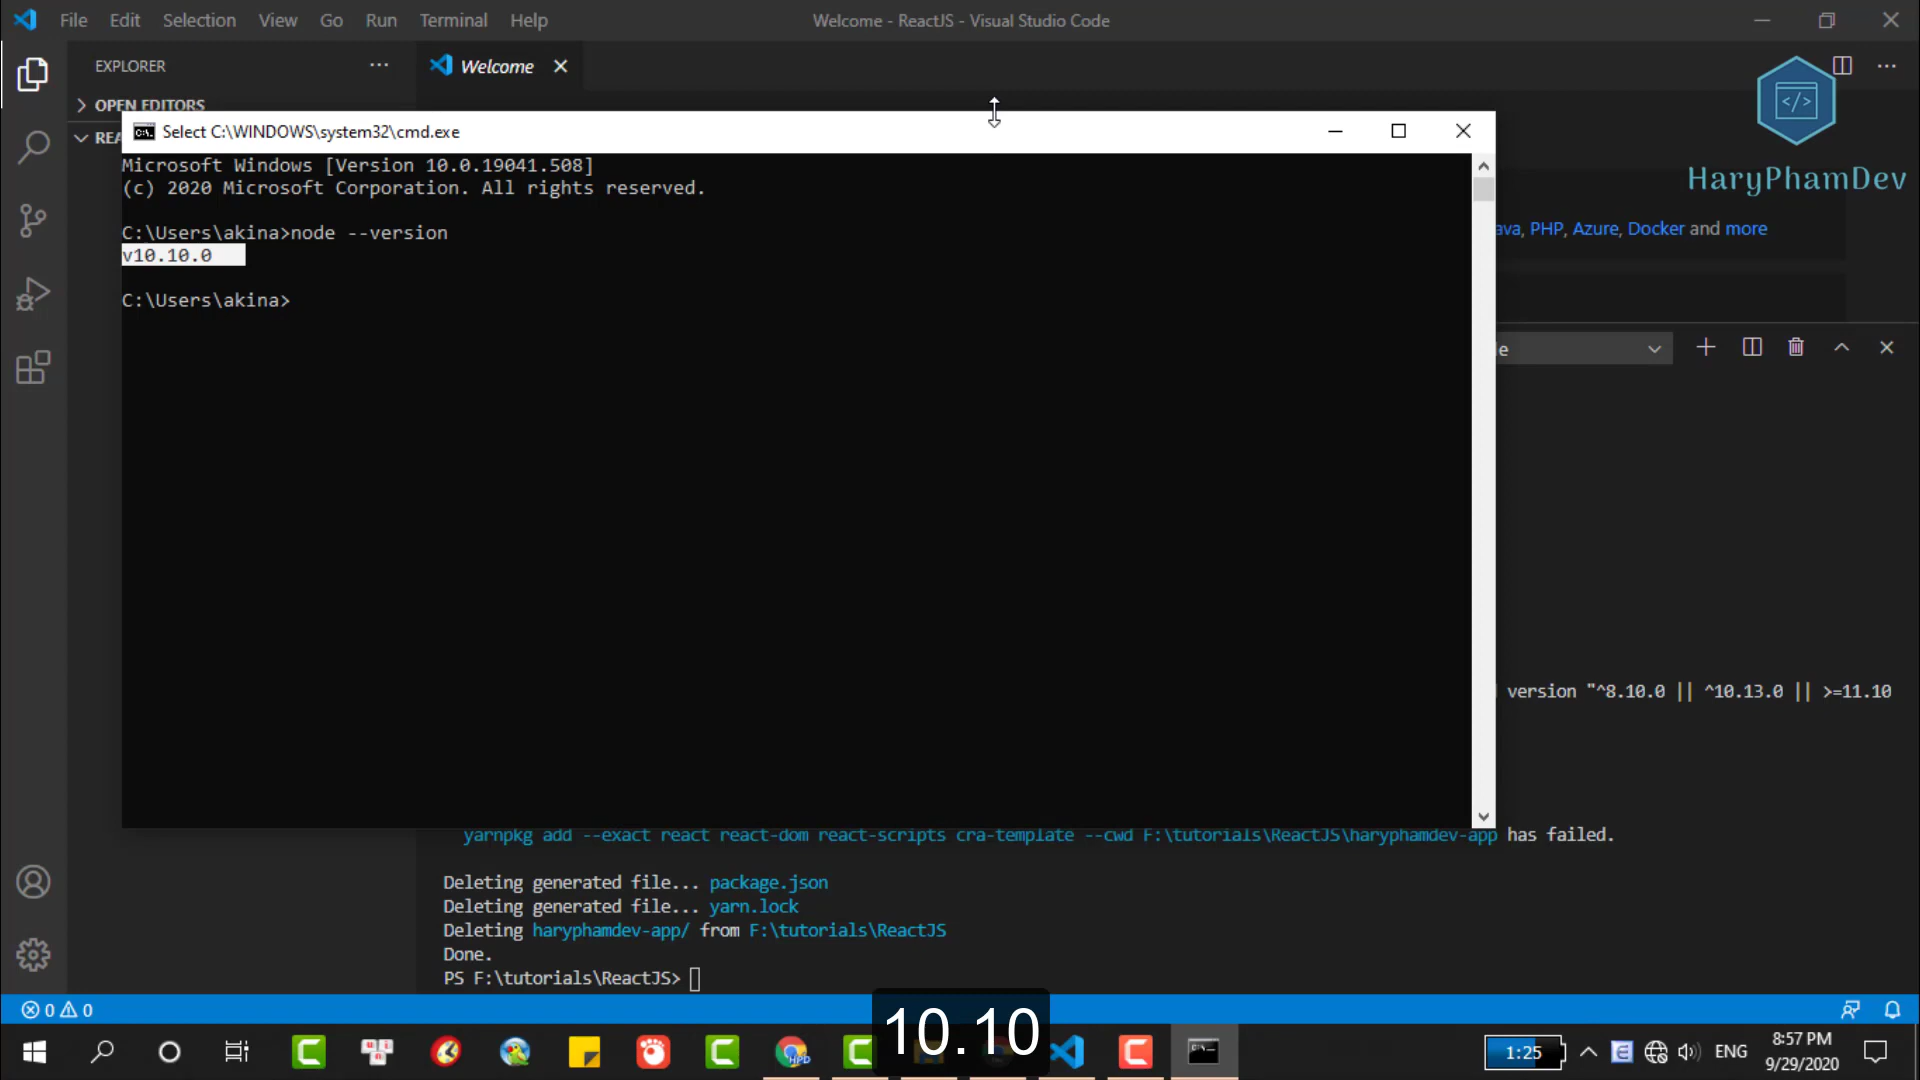 File Edit Selection View Go Run Terminal Help
Welcome - ReactJS - Visual Studio Code
EXPLORER
Welcome
OPEN EDITORS
REA
Select C:\WINDOWS\system32\cmd.exe
Microsoft Windows [Version 10.0.19041.508]
(c) 2020 Microsoft Corporation. All rights reserved.
C:\Users\akina>node --version
v10.10.0
C:\Users\akina>
HaryPhamDev
ava, PHP, Azure, Docker and more
e
version "^8.10.0 || ^10.13.0 || >=11.10
yarnpkg add --exact react react-dom react-scripts cra-template --cwd F:\tutorials\ReactJS\haryphamdev-app has failed.
Deleting generated file... package.json
Deleting generated file... yarn.lock
Deleting haryphamdev-app/ from F:\tutorials\ReactJS
Done.
PS F:\tutorials\ReactJS>
0 0
10.10
1:25
ENG
8:57 PM
9/29/2020